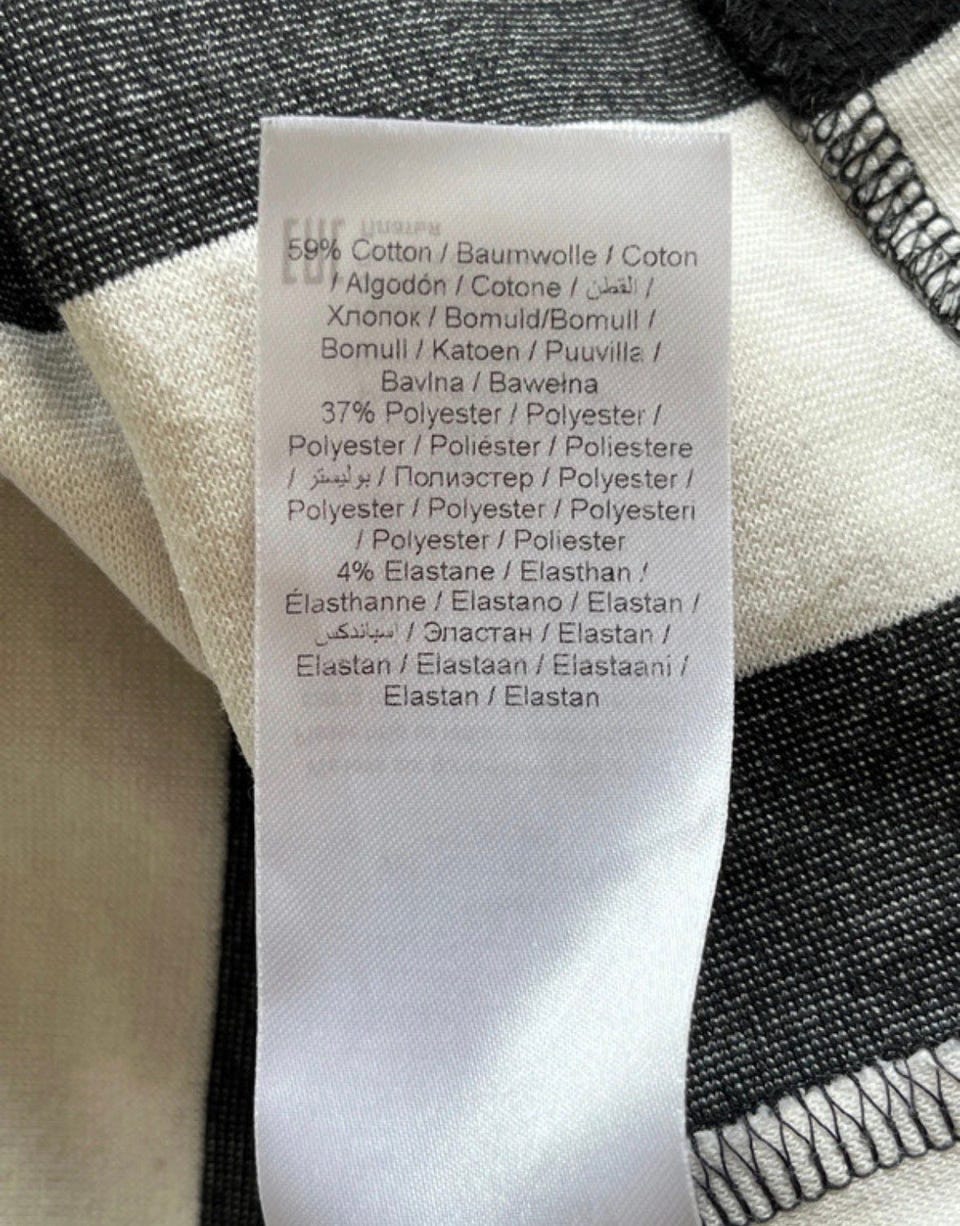 59% Cotton / Baumwolle / Coton
/ Algodón / Cotone / القطن /
Хлопок / Bomuld/Bomull /
Bomull / Katoen / Puuvilla /
Bavlna / Bawełna
37% Polyester / Polyester /
Polyester / Poliéster / Poliestere
/ بوليستر / Полиэстер / Polyester /
Polyester / Polyester / Polyesteri
/ Polyester / Poliester
4% Elastane / Elasthan /
Élasthanne / Elastano / Elastan /
اسباندكس / Эластан / Elastan /
Elastan / Elastaan / Elastaani /
Elastan / Elastan